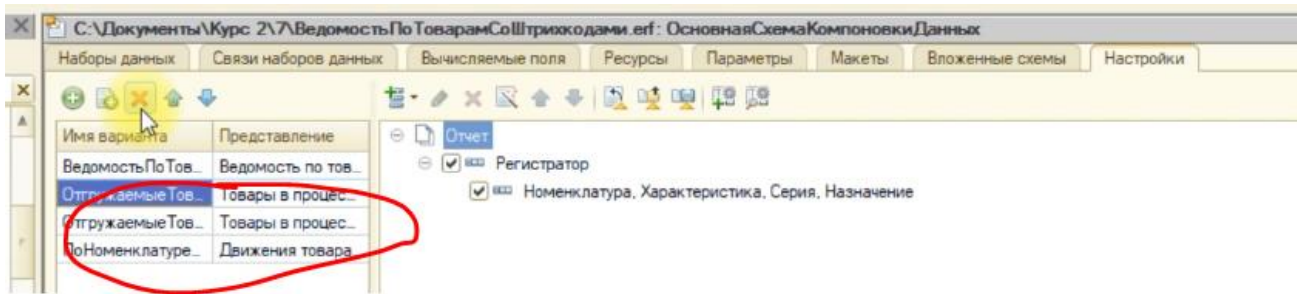 С:\Документы\Курс 2\7\ВедомостьПоТоварамСоШтрихкодами.erf: ОсновнаяСхемаКомпоновкиДанных
Наборы данных Связи наборов данных Вычисляемые поля Ресурсы Параметры Макеты Вложенные схемы Настройки
Имя варианта Представление
Отчет
ВедомостьПоТов... Ведомость по тов...
Регистратор
ОтгружаемыеТов... Товары в процес...
Номенклатура, Характеристика, Серия, Назначение
ОтгружаемыеТов... Товары в процес...
ПоНоменклатуре... Движения товара